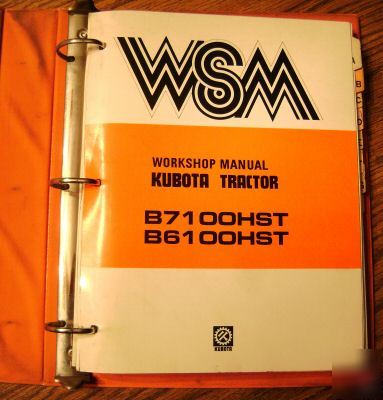 WSM
WORKSHOP MANUAL
KUBOTA TRACTOR
B7100HST
B6100HST
KUBOTA
A
B
C
D